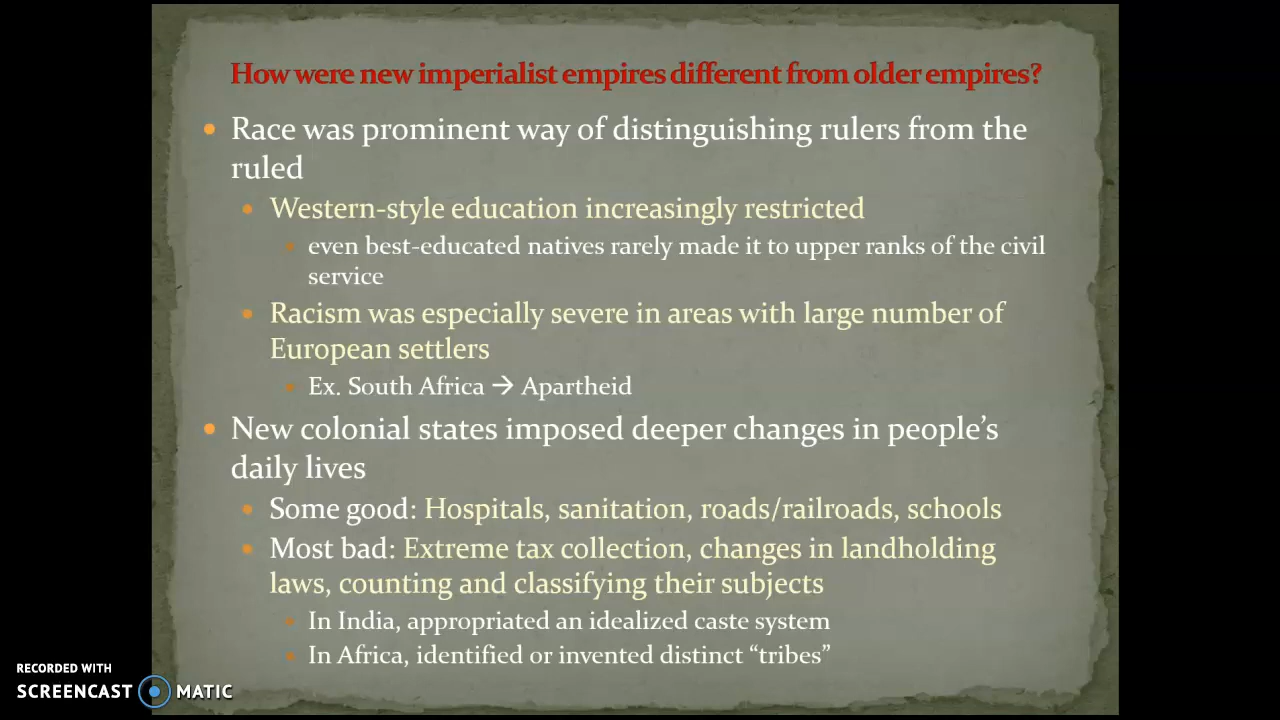 How were new imperialist empires different from older empires?
• Race was prominent way of distinguishing rulers from the
ruled
• Western-style education increasingly restricted
• even best-educated natives rarely made it to upper ranks of the civil
service
• Racism was especially severe in areas with large number of
European settlers
• Ex. South Africa → Apartheid
• New colonial states imposed deeper changes in people’s
daily lives
• Some good: Hospitals, sanitation, roads/railroads, schools
• Most bad: Extreme tax collection, changes in landholding
laws, counting and classifying their subjects
• In India, appropriated an idealized caste system
• In Africa, identified or invented distinct “tribes”
RECORDED WITH
SCREENCAST MATIC